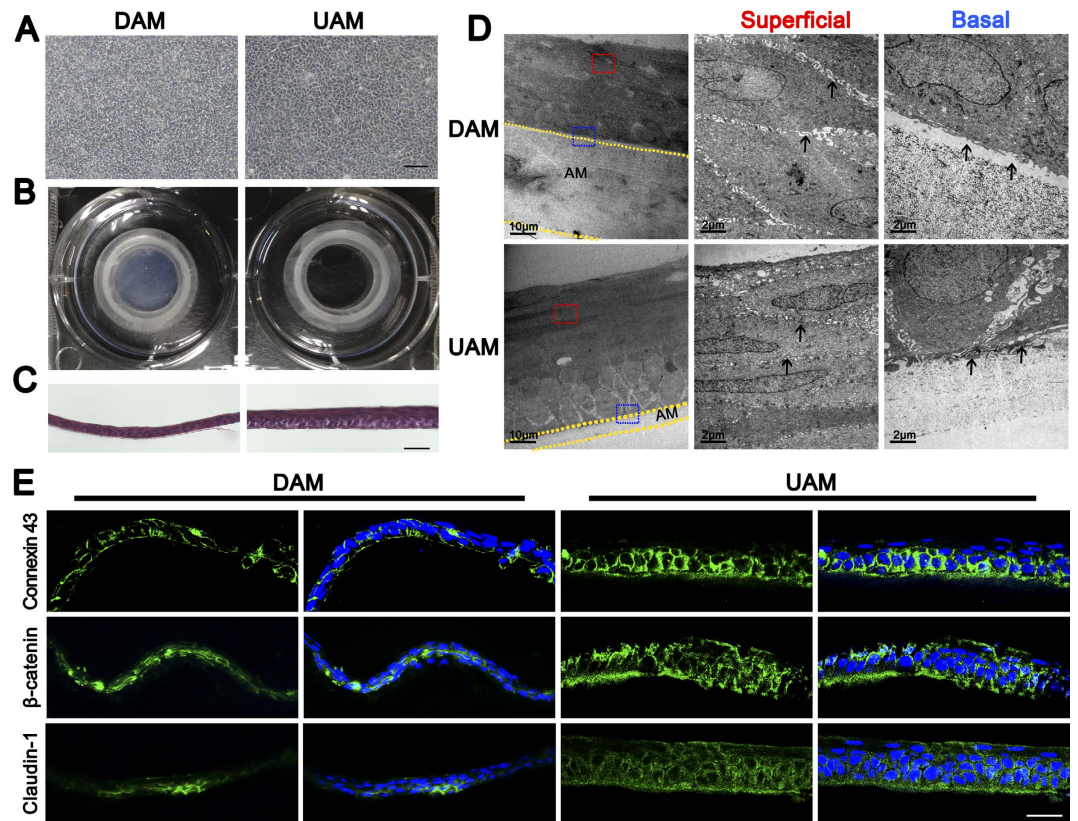 A
DAM
UAM
B
C
D
Superficial
Basal
DAM
AM
10μm
2μm
2μm
UAM
AM
10μm
2μm
2μm
E
DAM
UAM
Connexin 43
β-catenin
Claudin-1